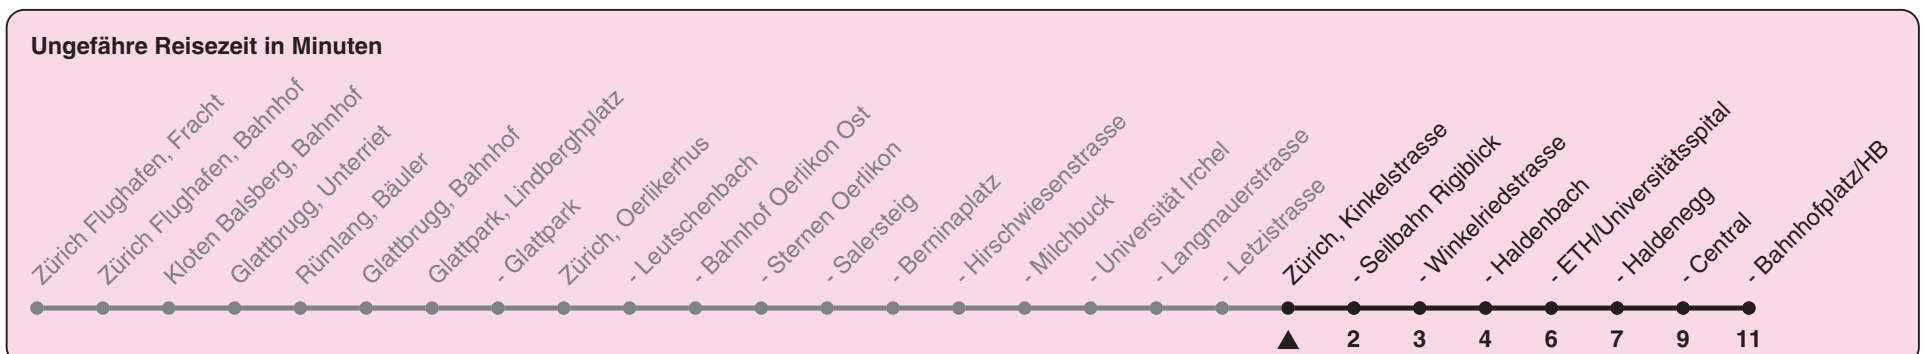 Ungefähre Reisezeit in Minuten
Zürich Flughafen, Fracht
Zürich Flughafen, Bahnhof
Kloten Balsberg, Bahnhof
Glattbrugg, Unterriet
Rümlang, Bäuler
Glattbrugg, Bahnhof
Glattpark, Lindberghplatz
- Glattpark
Zürich, Oerlikerhus
- Leutschenbach
- Bahnhof Oerlikon Ost
- Sternen Oerlikon
- Salersteig
- Berninaplatz
- Hirschwiesenstrasse
- Milchbuck
- Universität Irchel
- Langmauerstrasse
- Letzistrasse
Zürich, Kinkelstrasse
- Seilbahn Rigiblick
- Winkelriedstrasse
- Haldenbach
- ETH/Universitätsspital
- Haldenegg
- Central
- Bahnhofplatz/HB
2 3 4 6 7 9 11